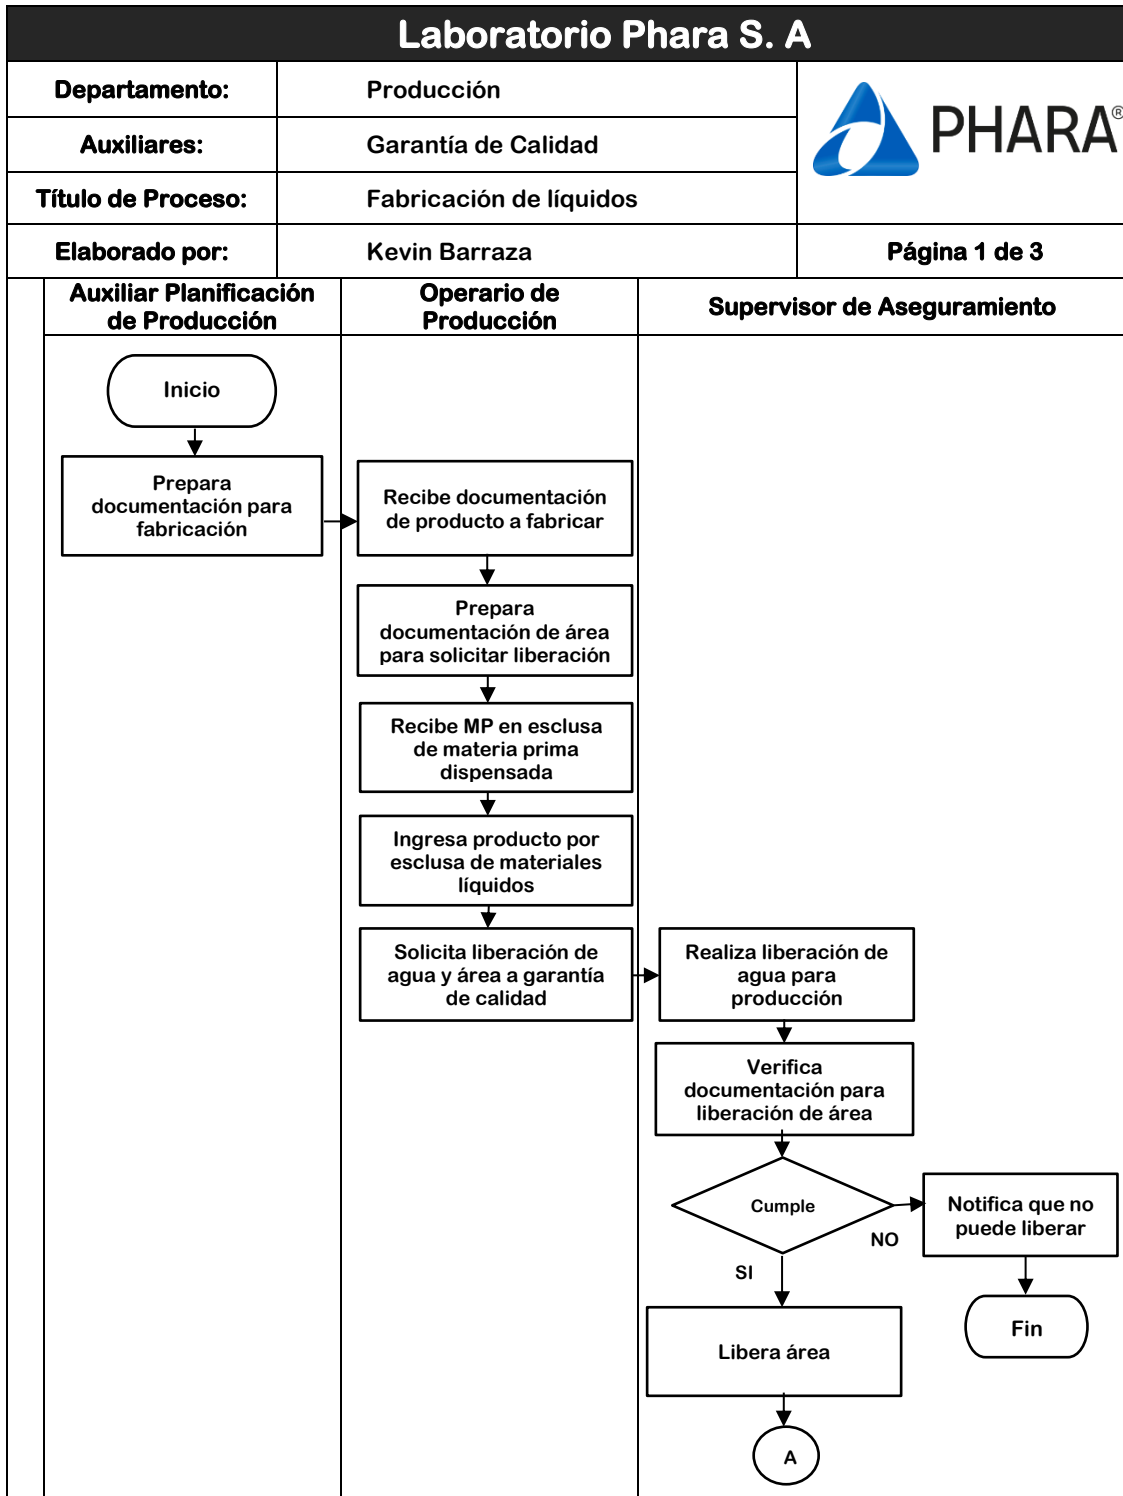 Laboratorio Phara S. A
Departamento:
Producción
PHARA®
Auxiliares:
Garantía de Calidad
Título de Proceso:
Fabricación de líquidos
Elaborado por:
Kevin Barraza
Página 1 de 3
Auxiliar Planificación
de Producción
Operario de
Producción
Supervisor de Aseguramiento
Inicio
Prepara
documentación para
fabricación
Recibe documentación
de producto a fabricar
Prepara
documentación de área
para solicitar liberación
Recibe MP en esclusa
de materia prima
dispensada
Ingresa producto por
esclusa de materiales
líquidos
Solicita liberación de
agua y área a garantía
de calidad
Realiza liberación de
agua para
producción
Verifica
documentación para
liberación de área
Cumple
NO
Notifica que no
puede liberar
Fin
SI
Libera área
A